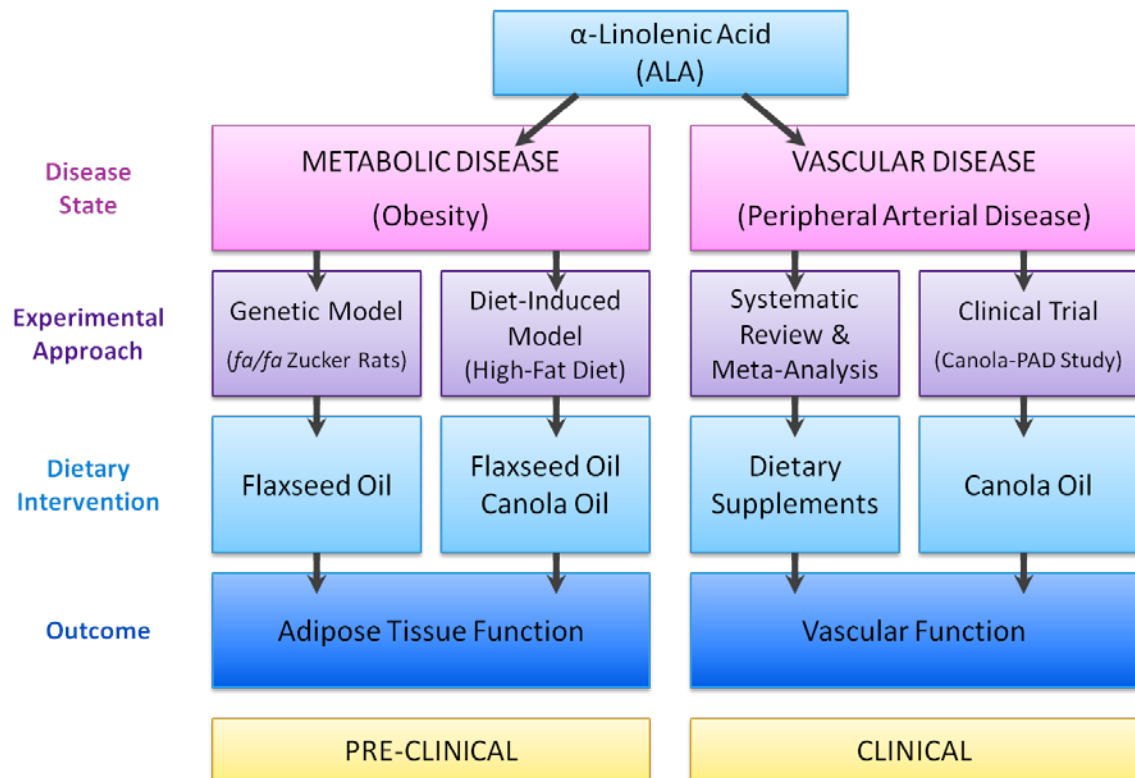 α-Linolenic Acid
(ALA)
Disease
State
METABOLIC DISEASE
(Obesity)
VASCULAR DISEASE
(Peripheral Arterial Disease)
Experimental
Approach
Genetic Model
(fa/fa Zucker Rats)
Diet-Induced
Model
(High-Fat Diet)
Systematic
Review &
Meta-Analysis
Clinical Trial
(Canola-PAD Study)
Dietary
Intervention
Flaxseed Oil
Flaxseed Oil
Canola Oil
Dietary
Supplements
Canola Oil
Outcome
Adipose Tissue Function
Vascular Function
PRE-CLINICAL
CLINICAL